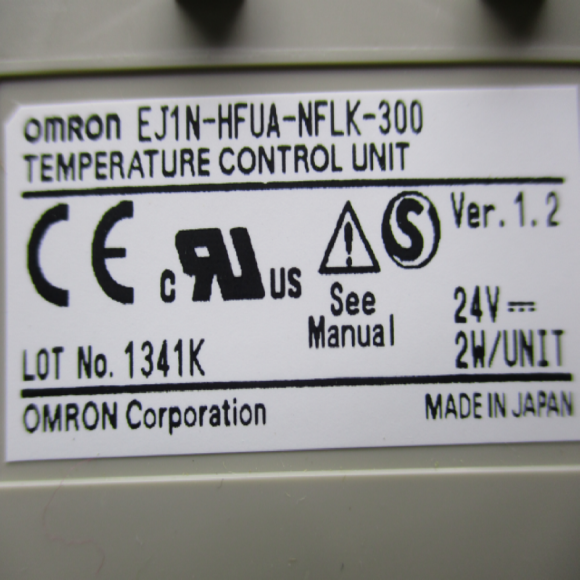 omron EJ1N-HFUA-NFLK-300
TEMPERATURE CONTROL UNIT
CE c RU US ! S Ver.1.2
See
Manual
24V
LOT No. 1341K 2W/UNIT
OMRON Corporation MADE IN JAPAN